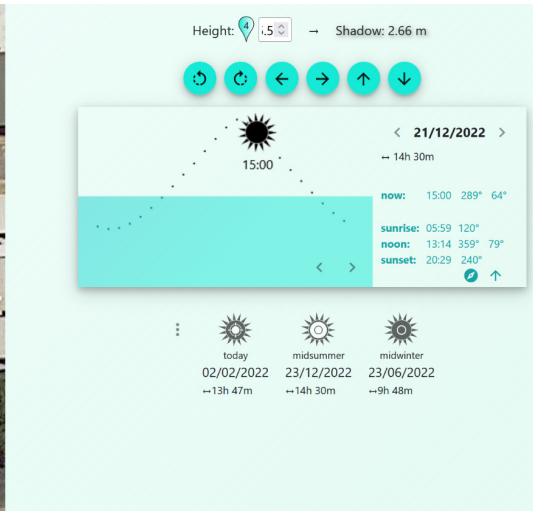 Height: 4 .5 → Shadow: 2.66 m
< 21/12/2022 >
↔ 14h 30m
15:00
now: 15:00 289° 64°
sunrise: 05:59 120°
noon: 13:14 359° 79°
sunset: 20:29 240°
today midsummer midwinter
02/02/2022 23/12/2022 23/06/2022
↔13h 47m ↔14h 30m ↔9h 48m